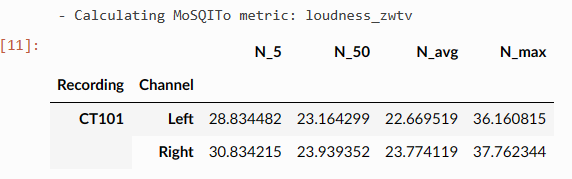 - Calculating MoSQITo metric: loudness_zwtv
[11]:
N_5 N_50 N_avg N_max
Recording Channel
CT101 Left 28.834482 23.164299 22.669519 36.160815
Right 30.834215 23.939352 23.774119 37.762344